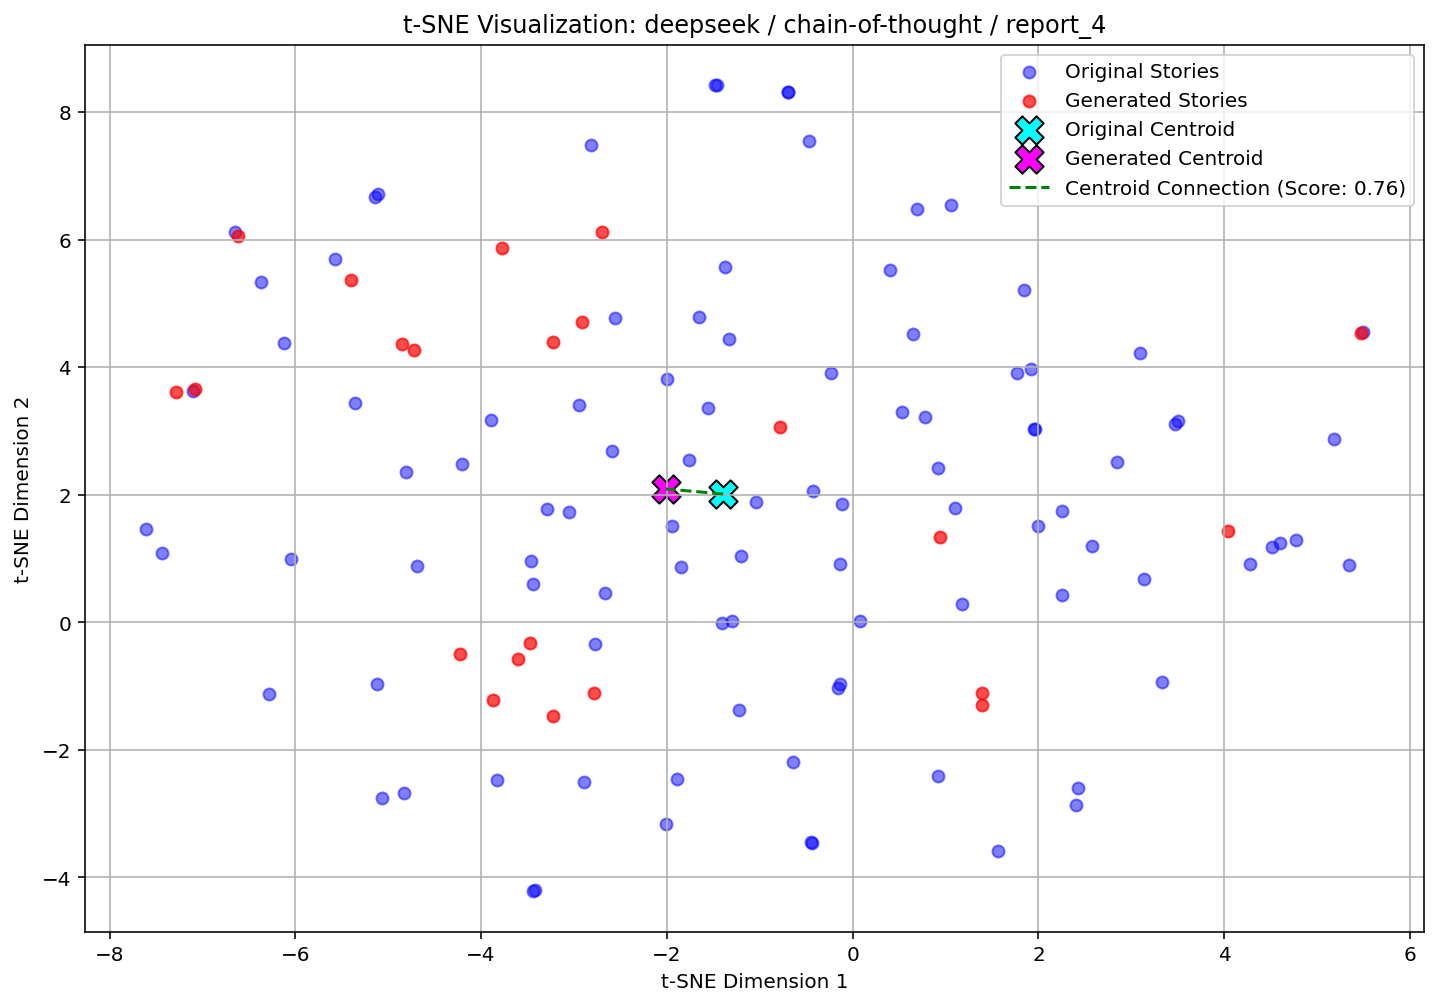 t-SNE Visualization: deepseek / chain-of-thought / report_4
Original Stories
Generated Stories
Original Centroid
Generated Centroid
Centroid Connection (Score: 0.76)
8
6
4
2
0
−2
−4
t-SNE Dimension 2
−8 −6 −4 −2 0 2 4 6
t-SNE Dimension 1